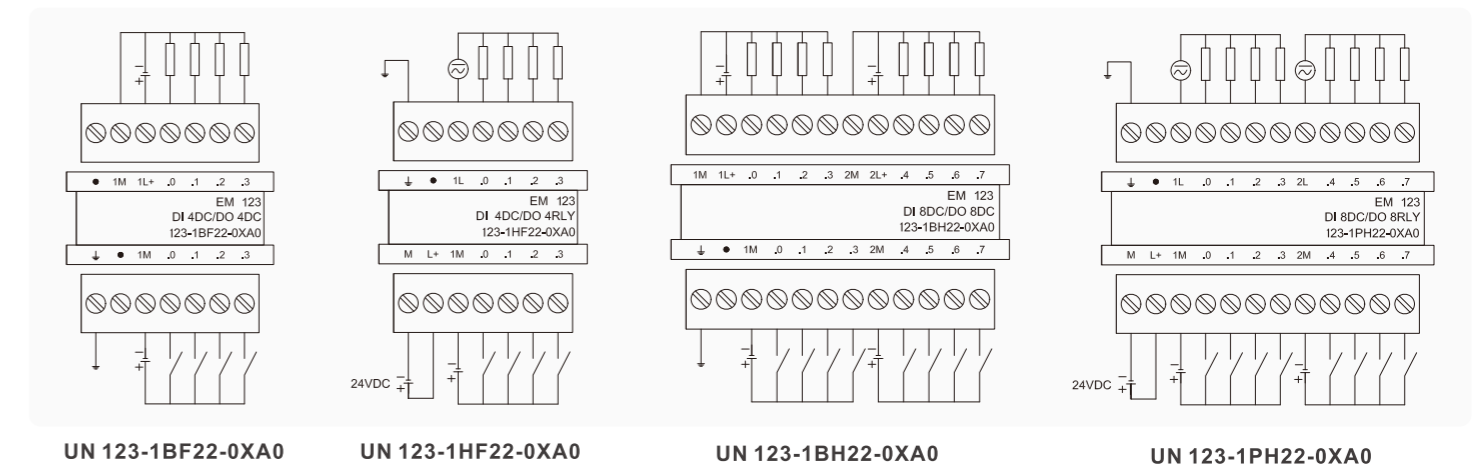 ● 1M 1L+ .0 .1 .2 .3
EM 123
DI 4DC/DO 4DC
123-1BF22-0XA0
⏚ ● 1M .0 .1 .2 .3
UN 123-1BF22-0XA0
⏚ ● 1L .0 .1 .2 .3
EM 123
DI 4DC/DO 4RLY
123-1HF22-0XA0
M L+ 1M .0 .1 .2 .3
24VDC
UN 123-1HF22-0XA0
1M 1L+ .0 .1 .2 .3 2M 2L+ .4 .5 .6 .7
EM 123
DI 8DC/DO 8DC
123-1BH22-0XA0
⏚ ● 1M .0 .1 .2 .3 2M .4 .5 .6 .7
UN 123-1BH22-0XA0
⏚ ● 1L .0 .1 .2 .3 2L .4 .5 .6 .7
EM 123
DI 8DC/DO 8RLY
123-1PH22-0XA0
M L+ 1M .0 .1 .2 .3 2M .4 .5 .6 .7
24VDC
UN 123-1PH22-0XA0